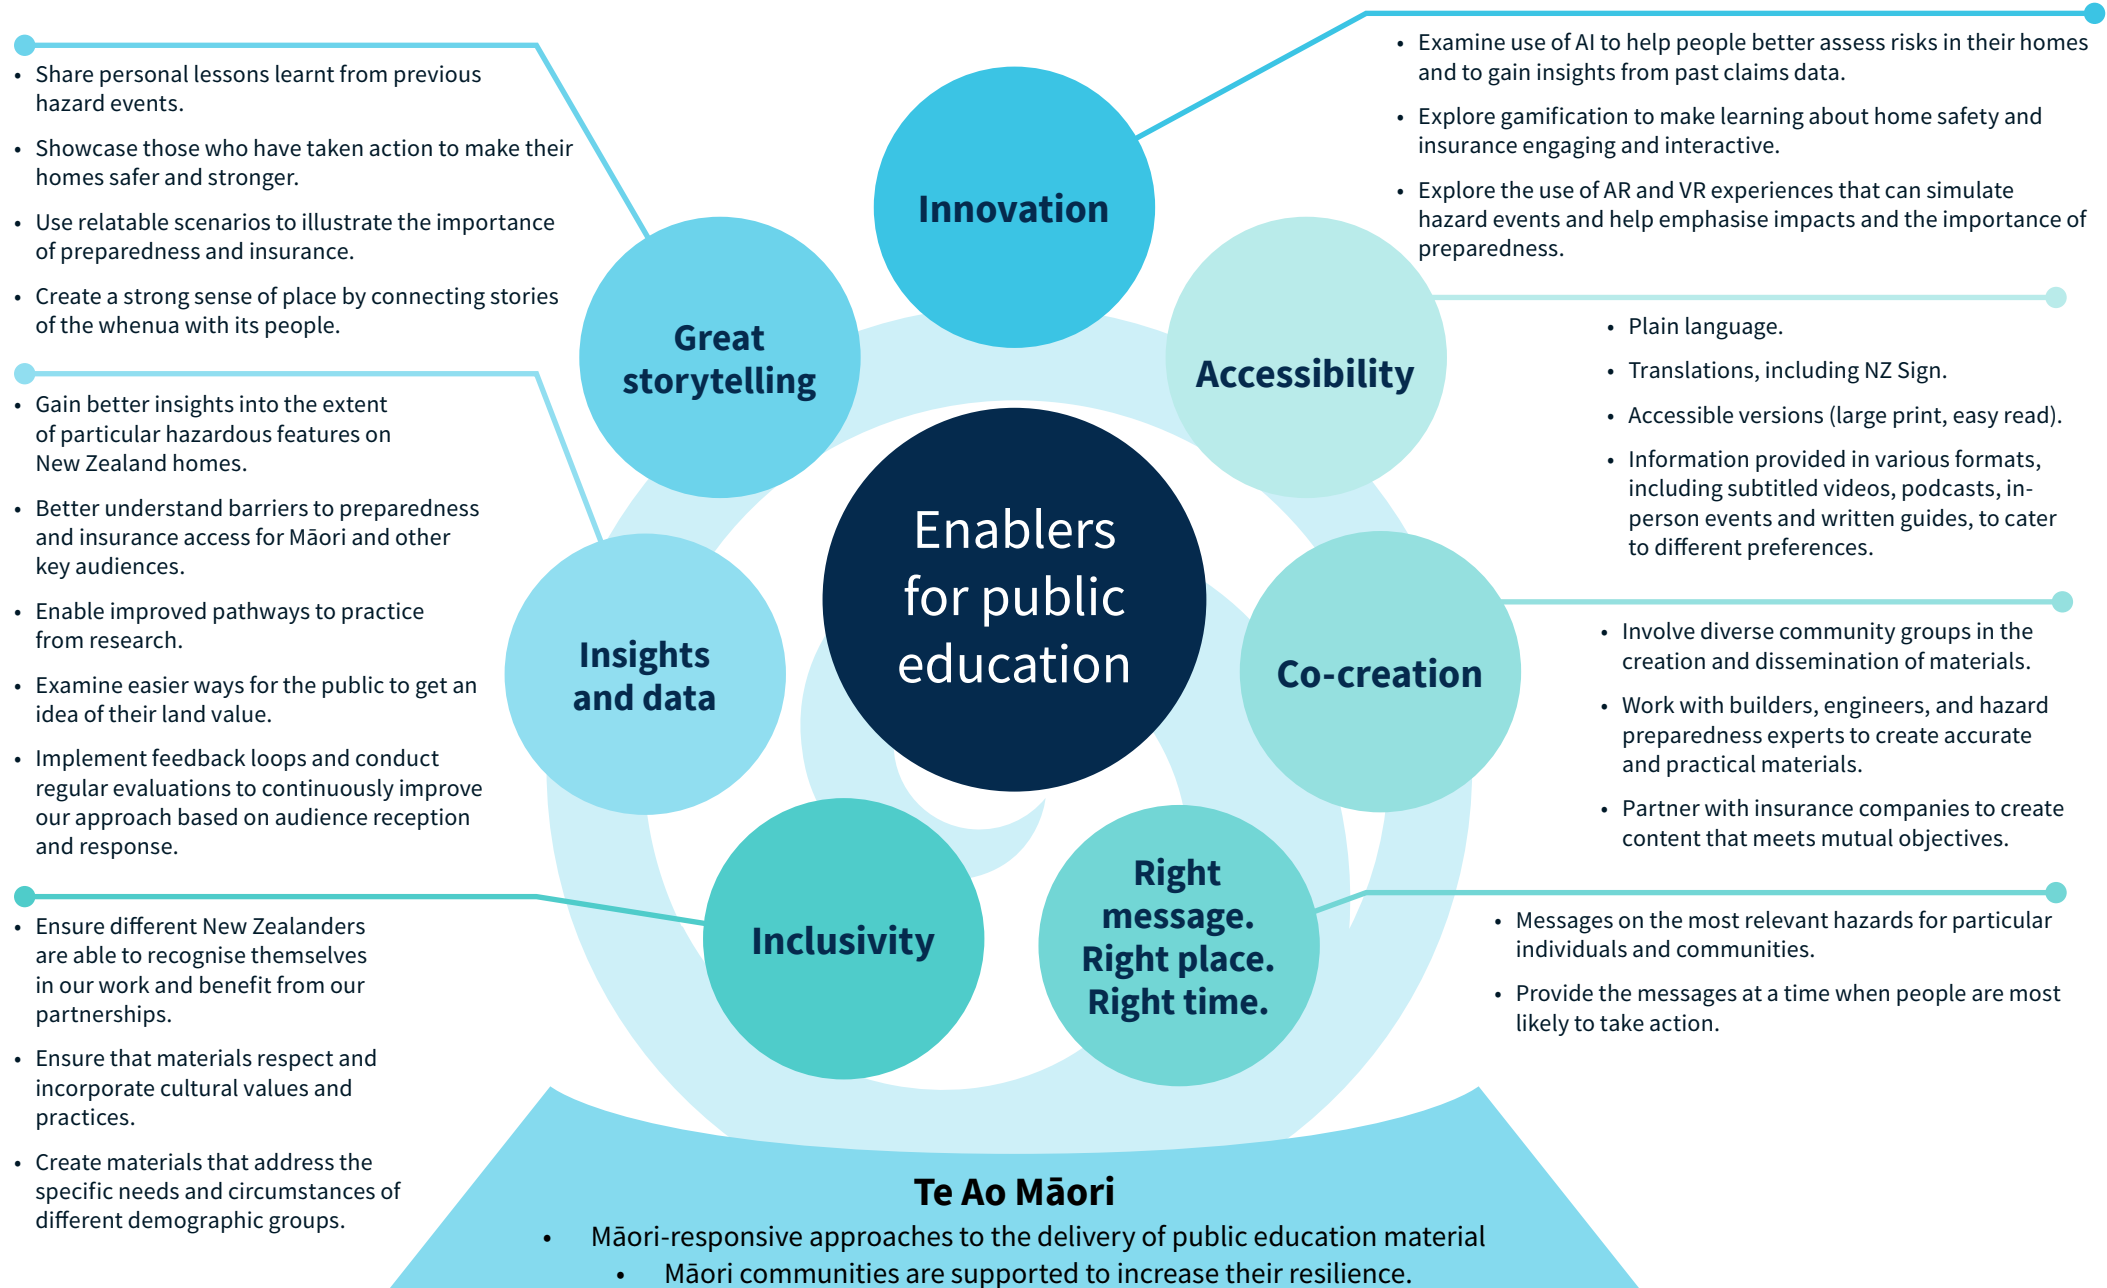 • Share personal lessons learnt from previous
hazard events.
• Showcase those who have taken action to make their
homes safer and stronger.
• Use relatable scenarios to illustrate the importance
of preparedness and insurance.
• Create a strong sense of place by connecting stories
of the whenua with its people.
• Gain better insights into the extent
of particular hazardous features on
New Zealand homes.
• Better understand barriers to preparedness
and insurance access for Māori and other
key audiences.
• Enable improved pathways to practice
from research.
• Examine easier ways for the public to get an
idea of their land value.
• Implement feedback loops and conduct
regular evaluations to continuously improve
our approach based on audience reception
and response.
• Ensure different New Zealanders
are able to recognise themselves
in our work and benefit from our
partnerships.
• Ensure that materials respect and
incorporate cultural values and
practices.
• Create materials that address the
specific needs and circumstances of
different demographic groups.
Innovation
Great
storytelling
Accessibility
Enablers
for public
education
Insights
and data
Co-creation
Inclusivity
Right
message.
Right place.
Right time.
• Examine use of AI to help people better assess risks in their homes
and to gain insights from past claims data.
• Explore gamification to make learning about home safety and
insurance engaging and interactive.
• Explore the use of AR and VR experiences that can simulate
hazard events and help emphasise impacts and the importance of
preparedness.
• Plain language.
• Translations, including NZ Sign.
• Accessible versions (large print, easy read).
• Information provided in various formats,
including subtitled videos, podcasts, in-
person events and written guides, to cater
to different preferences.
• Involve diverse community groups in the
creation and dissemination of materials.
• Work with builders, engineers, and hazard
preparedness experts to create accurate
and practical materials.
• Partner with insurance companies to create
content that meets mutual objectives.
• Messages on the most relevant hazards for particular
individuals and communities.
• Provide the messages at a time when people are most
likely to take action.
Te Ao Māori
• Māori-responsive approaches to the delivery of public education material
• Māori communities are supported to increase their resilience.